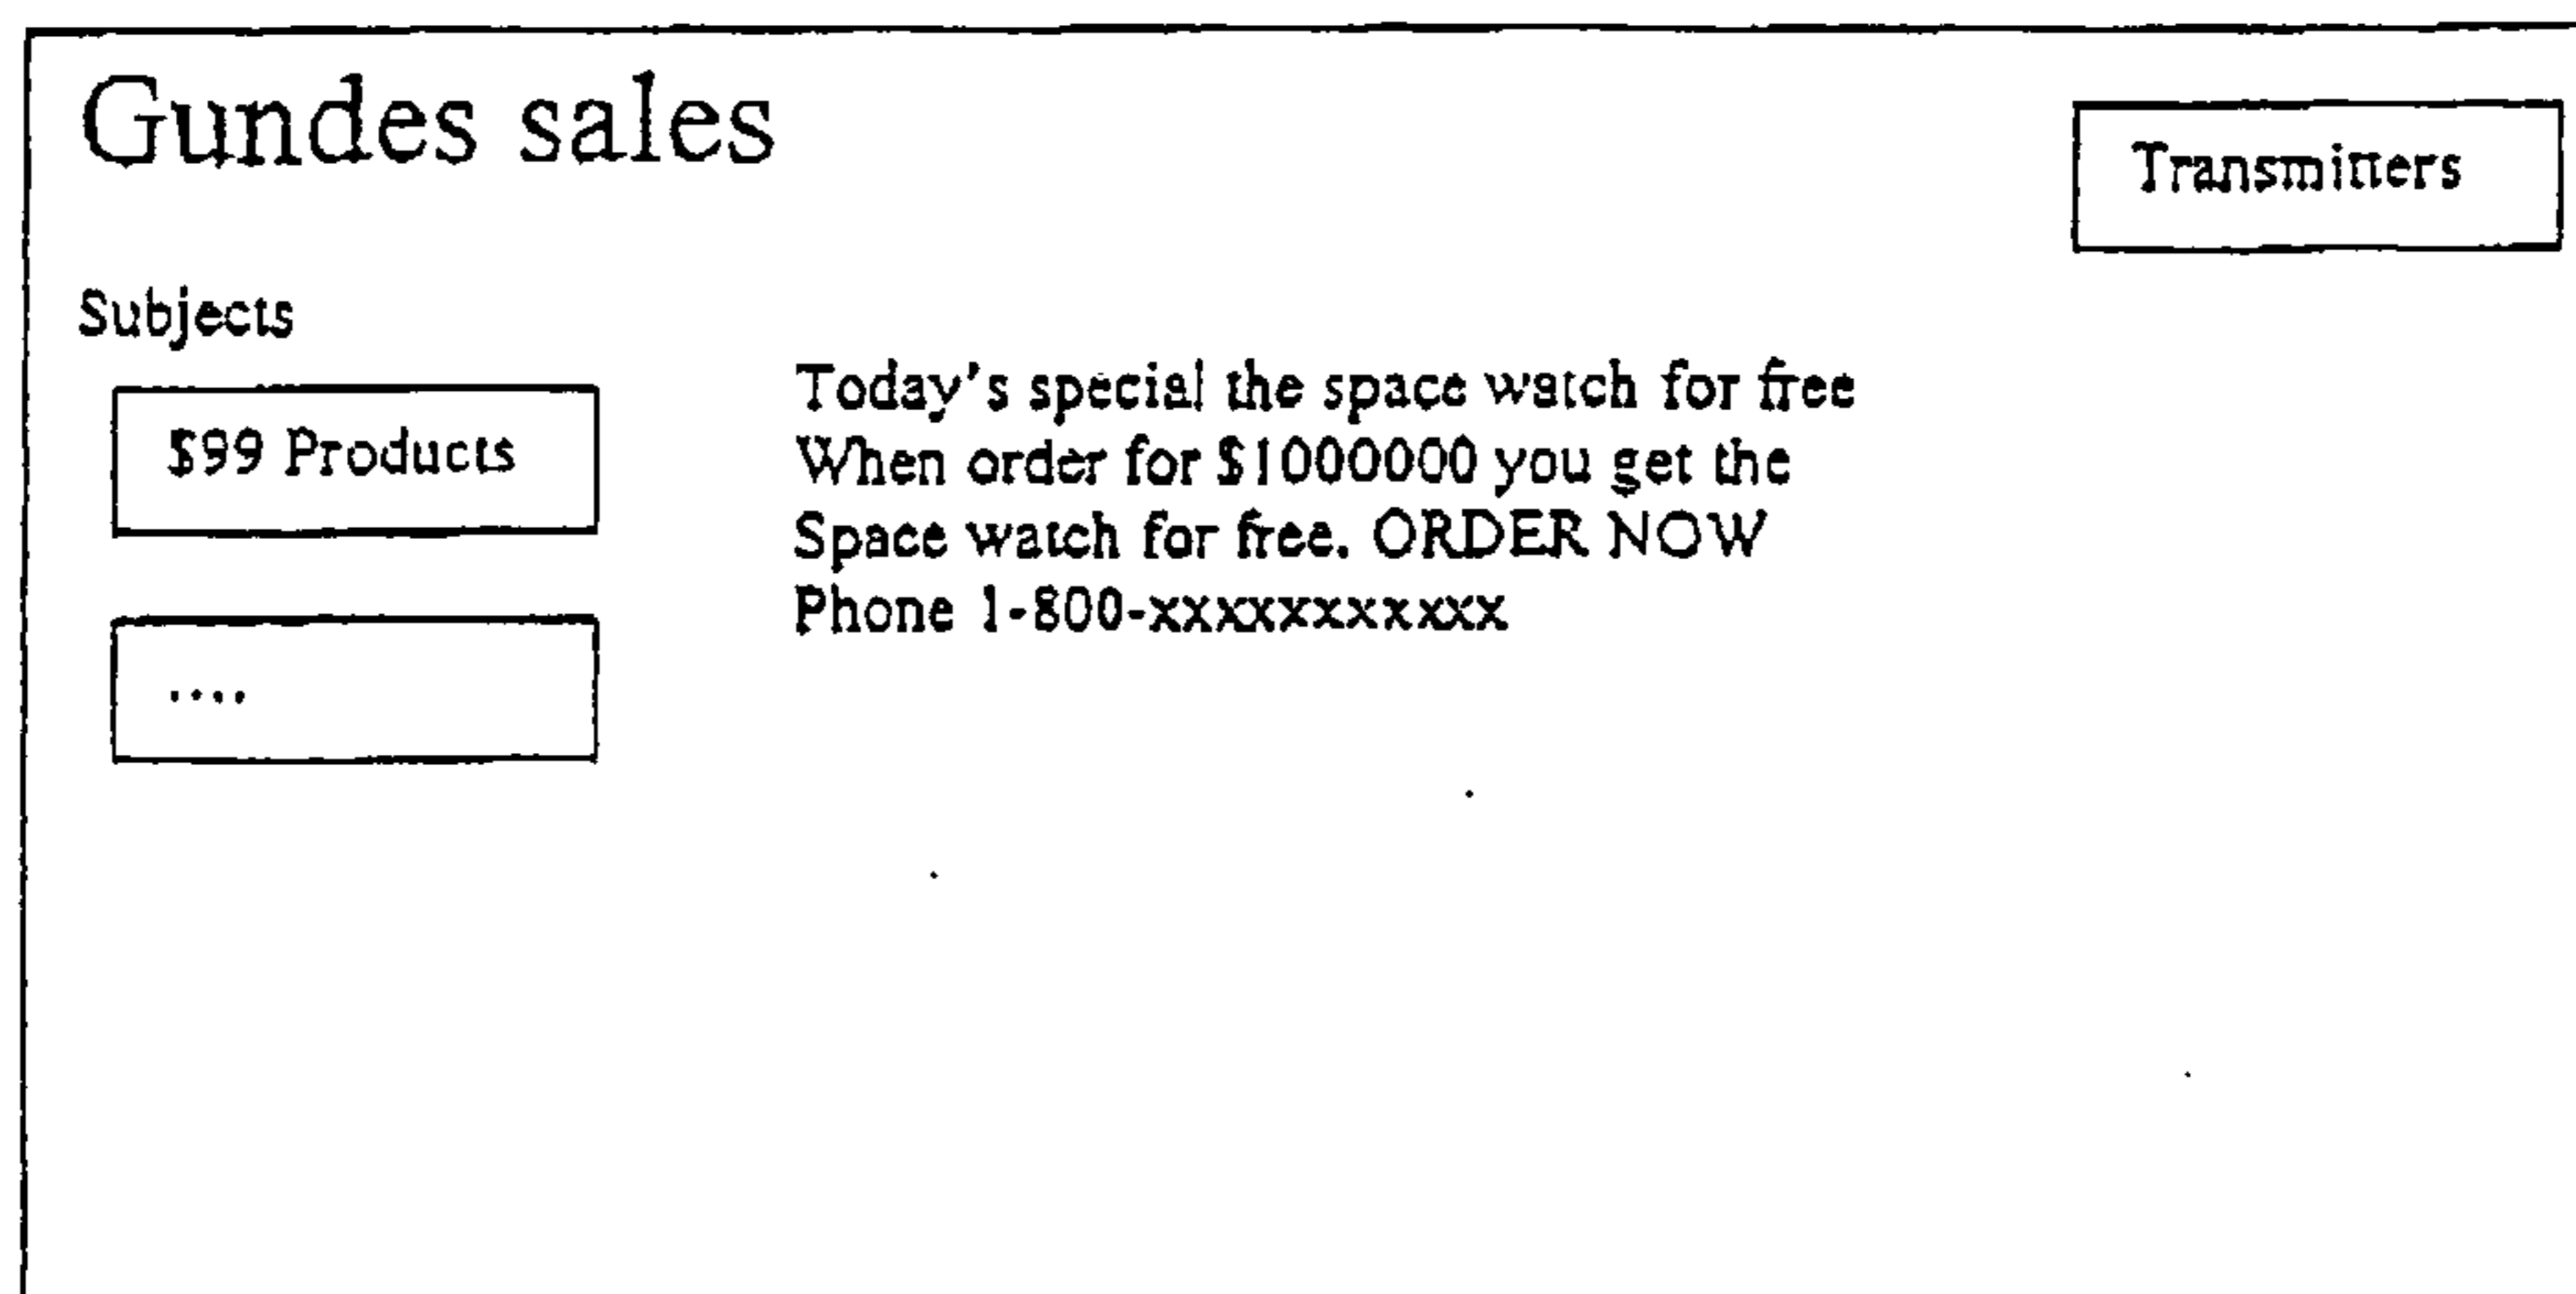 Gundes sales
Transmitters
Subjects
$99 Products
....
Today's special the space watch for free
When order for $1000000 you get the
Space watch for free. ORDER NOW
Phone 1-800-xxxxxxxxxxx